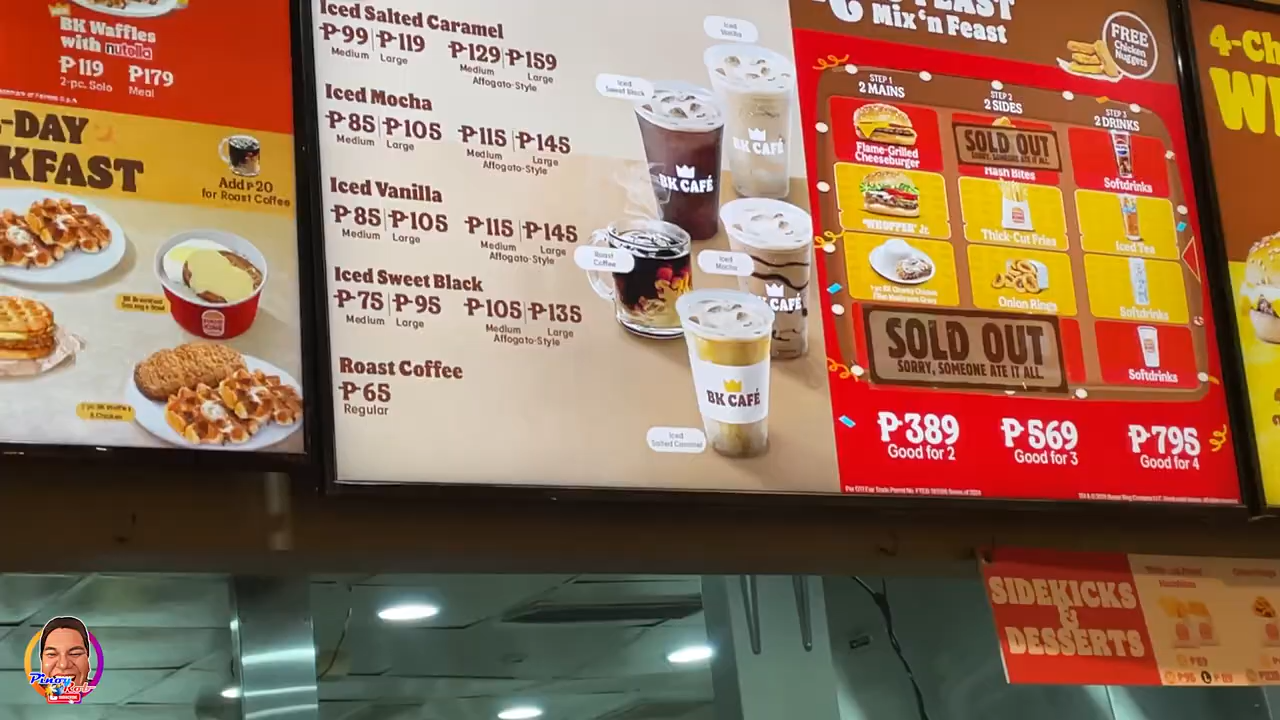 BK Waffles
with nutella
₱119 ₱179
2-pc. Solo Meal
-DAY
KFAST
Add ₱20
for Roast Coffee
Iced Salted Caramel
₱99 ₱119 ₱129 ₱159
Medium Large Medium Large
Affogato-Style
Iced Mocha
₱85 ₱105 ₱115 ₱145
Medium Large Medium Large
Affogato-Style
Iced Vanilla
₱85 ₱105 ₱115 ₱145
Medium Large Medium Large
Affogato-Style
Iced Sweet Black
₱75 ₱95 ₱105 ₱135
Medium Large Medium Large
Affogato-Style
Roast Coffee
₱65
Regular
Iced
Sweet Black
BK CAFÉ
BK CAFÉ
Roast
Coffee
Iced
Mocha
CAFÉ
BK CAFÉ
Iced
Salted Caramel
FEAST
Mix 'n Feast
FREE
Chicken
Nuggets
STEP 1
2 MAINS
STEP 2
2 SIDES
STEP 3
2 DRINKS
Flame-Grilled
Cheeseburger
SOLD OUT
SORRY, SOMEONE ATE IT ALL.
Hash Bites
Softdrinks
WHOPPER Jr.
Thick-Cut Fries
Iced Tea
Onion Rings
Softdrinks
SOLD OUT
SORRY, SOMEONE ATE IT ALL.
Softdrinks
₱389 ₱569 ₱795
Good for 2 Good for 3 Good for 4
4-Ch
SIDEKICKS
&
DESSERTS
Pinoy